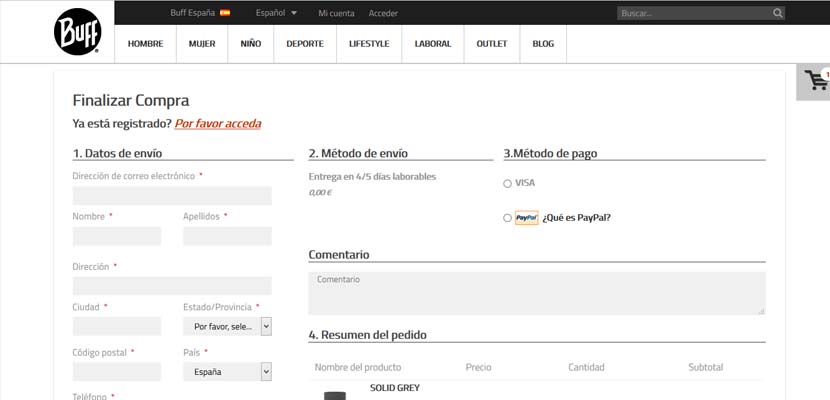 Buff España Español Mi cuenta Acceder Buscar...
BUFF
HOMBRE MUJER NIÑO DEPORTE LIFESTYLE LABORAL OUTLET BLOG
1
Finalizar Compra
Ya está registrado? Por favor acceda
1. Datos de envío
Dirección de correo electrónico *
Nombre * Apellidos *
Dirección *
Ciudad * Estado/Provincia *
Por favor, sele...
Código postal * País *
España
Teléfono *
2. Método de envío
Entrega en 4/5 días laborables
0,00 €
3.Método de pago
VISA
PayPal ¿Qué es PayPal?
Comentario
Comentario
4. Resumen del pedido
Nombre del producto Precio Cantidad Subtotal
SOLID GREY